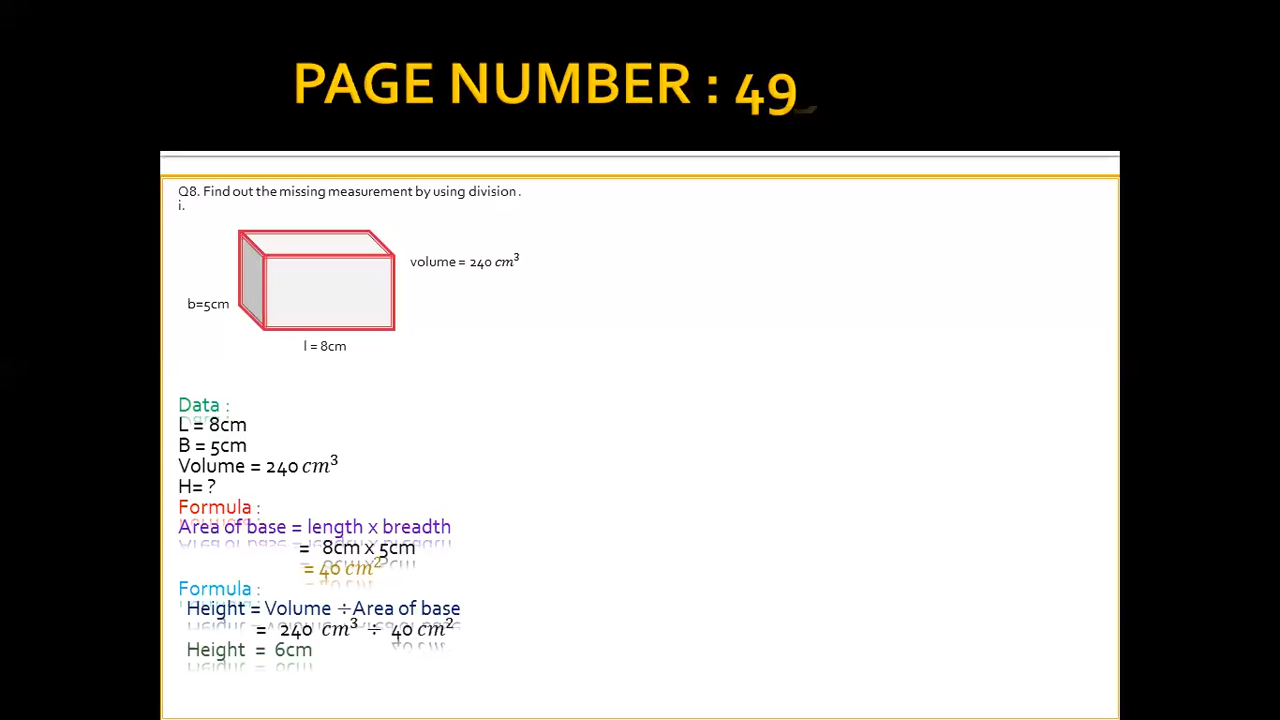 PAGE NUMBER : 49
Q8. Find out the missing measurement by using division .
i.
volume = 240 cm³
b=5cm
l = 8cm
Data :
L = 8cm
B = 5cm
Volume = 240 cm³
H= ?
Formula :
Area of base = length x breadth
= 8cm x 5cm
= 40 cm²
Formula :
Height = Volume ÷Area of base
= 240 cm³ ÷ 40 cm²
Height = 6cm